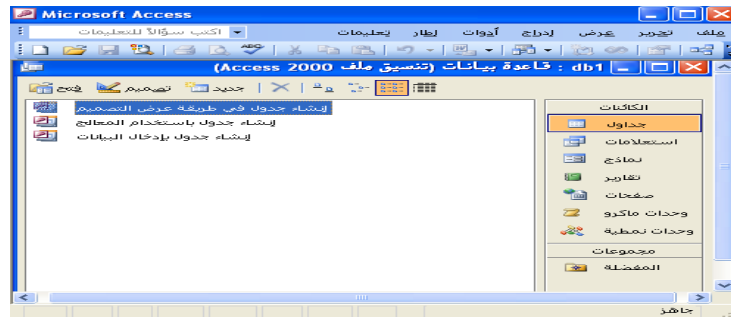 Microsoft Access
ملف تحرير عرض إدراج أدوات إطار تعليمات اكتب سؤالاً للتعليمات
db1 : قاعدة بيانات (تنسيق ملف Access 2000)
فتح تصميم جديد
الكائنات
جداول
استعلامات
نماذج
تقارير
صفحات
وحدات ماكرو
وحدات نمطية
مجموعات
المفضلة
إنشاء جدول في طريقة عرض التصميم
إنشاء جدول باستخدام المعالج
إنشاء جدول بإدخال البيانات
جاهز